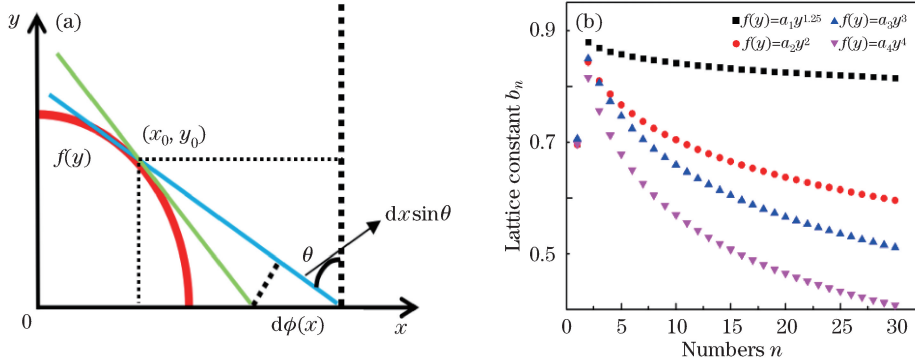 (a)
y
(x₀, y₀)
f(y)
dx sinθ
θ
0
dϕ(x)
x
(b)
f(y)=a₁y¹·²⁵
f(y)=a₃y³
f(y)=a₂y²
f(y)=a₄y⁴
Lattice constant bₙ
0.9
0.7
0.5
0
5
10
15
20
25
30
Numbers n